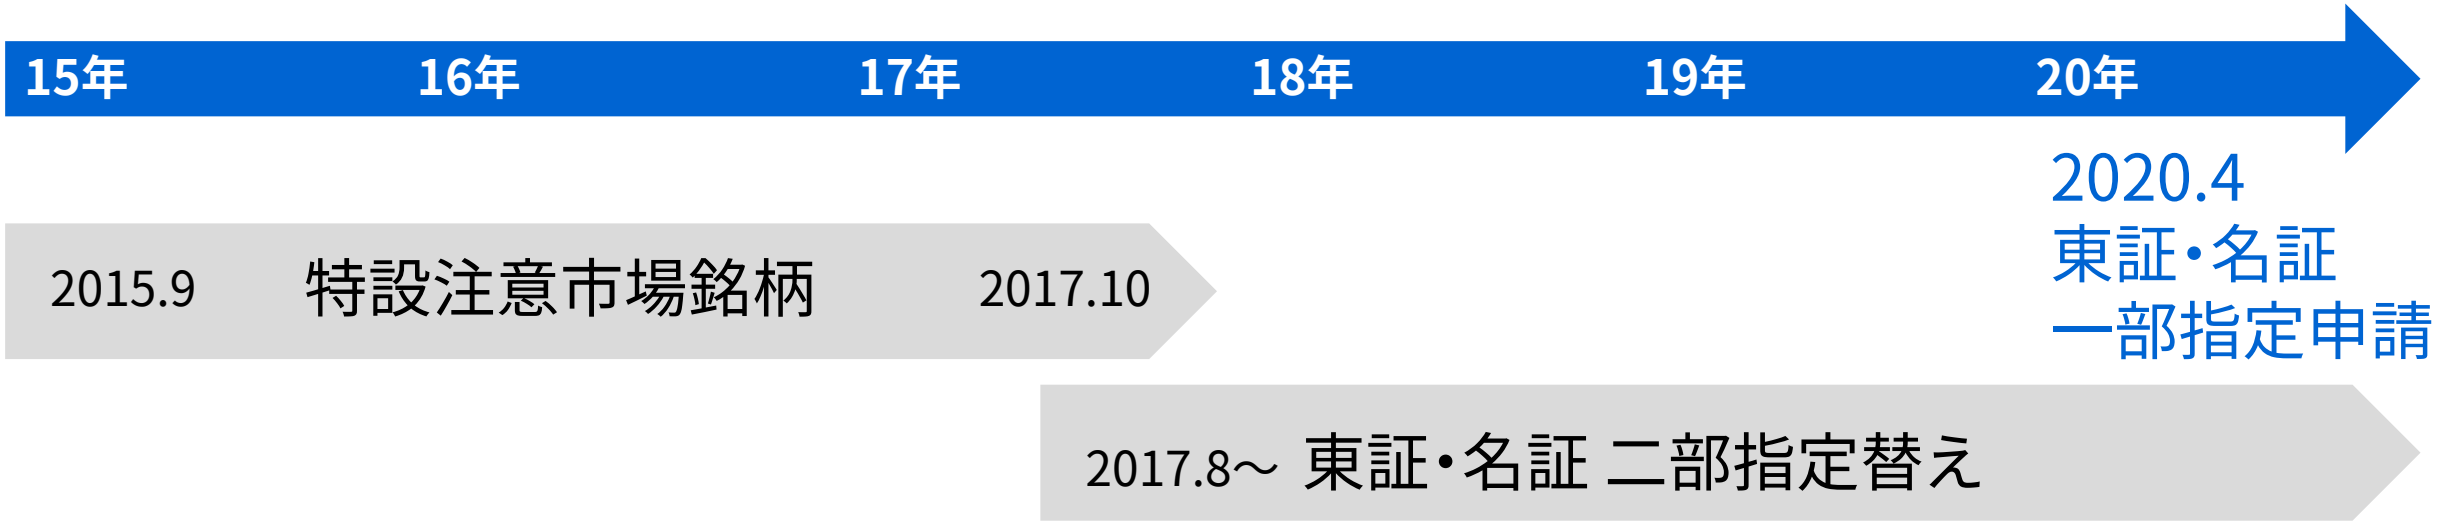 15年 16年 17年 18年 19年 20年
2020.4
東証・名証
一部指定申請
2015.9 特設注意市場銘柄 2017.10
2017.8～ 東証・名証 二部指定替え